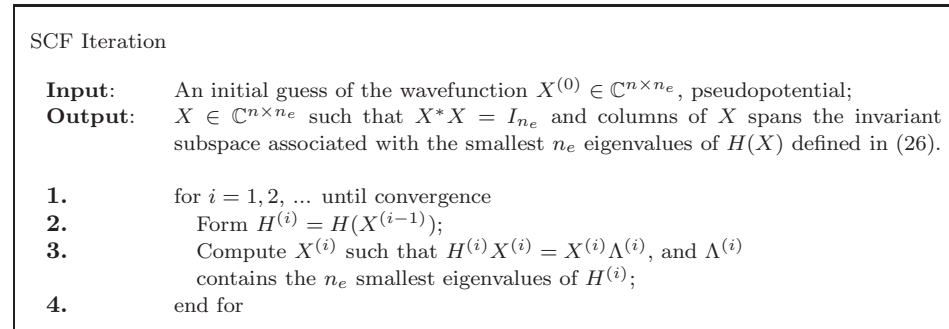 SCF Iteration
Input: An initial guess of the wavefunction X^(0) ∈ ℂ^{n×n_e}, pseudopotential;
Output: X ∈ ℂ^{n×n_e} such that X*X = I_{n_e} and columns of X spans the invariant
subspace associated with the smallest n_e eigenvalues of H(X) defined in (26).
1. for i = 1, 2, ... until convergence
2. Form H^(i) = H(X^(i−1));
3. Compute X^(i) such that H^(i)X^(i) = X^(i)Λ^(i), and Λ^(i)
contains the n_e smallest eigenvalues of H^(i);
4. end for